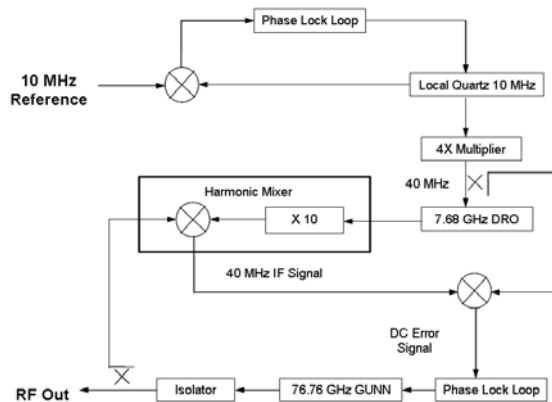 Phase Lock Loop
10 MHz
Reference
Local Quartz 10 MHz
4X Multiplier
40 MHz
Harmonic Mixer
X 10
7.68 GHz DRO
40 MHz IF Signal
DC Error
Signal
RF Out
Isolator
76.76 GHz GUNN
Phase Lock Loop